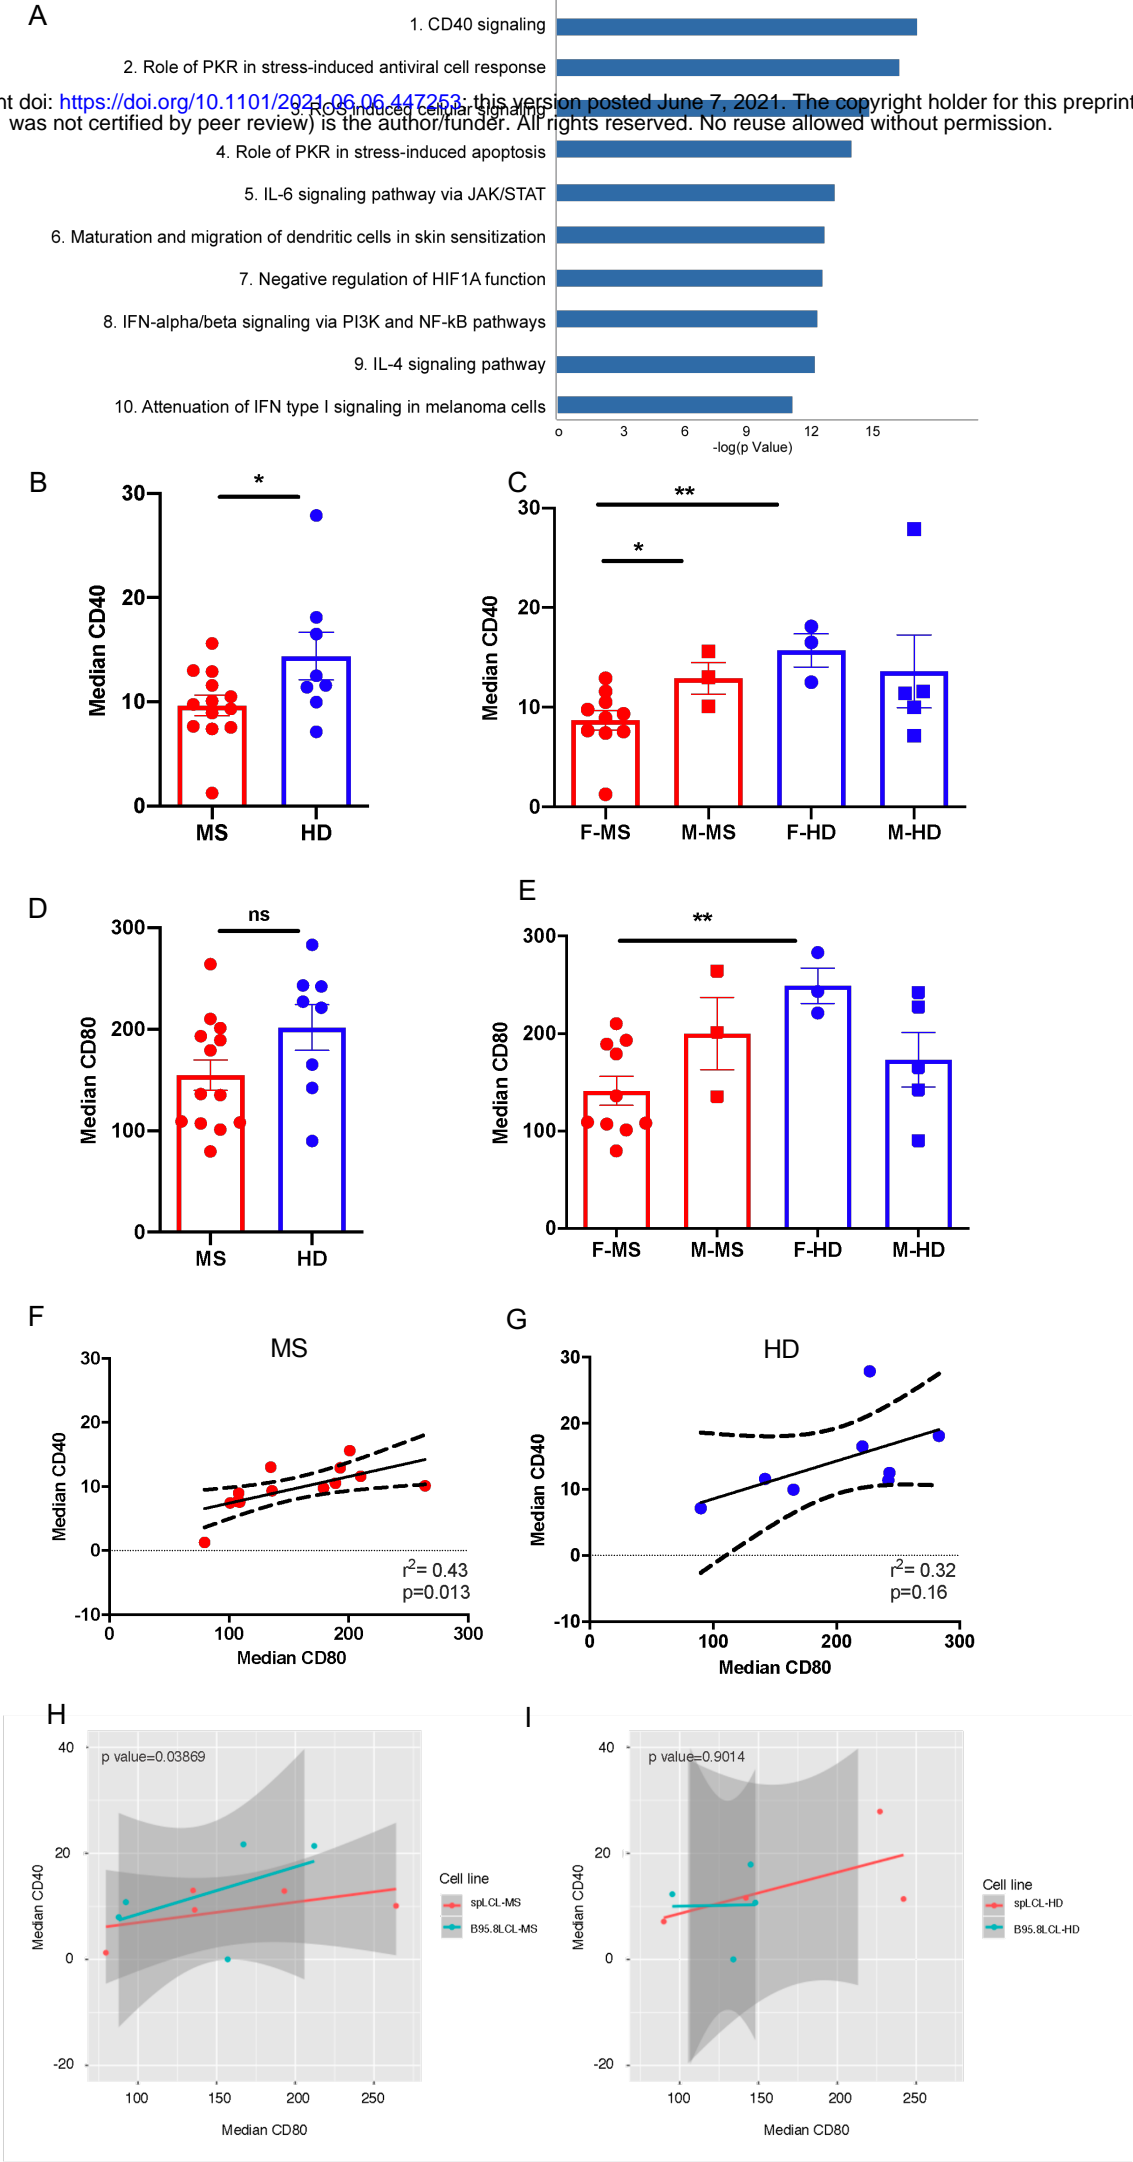 A
1. CD40 signaling
2. Role of PKR in stress-induced antiviral cell response
nt doi: https://doi.org/10.1101/2021.06.06.447253; this version posted June 7, 2021. The copyright holder for this preprint
3. ROS induced cellular signaling
was not certified by peer review) is the author/funder. All rights reserved. No reuse allowed without permission.
4. Role of PKR in stress-induced apoptosis
5. IL-6 signaling pathway via JAK/STAT
6. Maturation and migration of dendritic cells in skin sensitization
7. Negative regulation of HIF1A function
8. IFN-alpha/beta signaling via PI3K and NF-kB pathways
9. IL-4 signaling pathway
10. Attenuation of IFN type I signaling in melanoma cells
o 3 6 9 12 15
-log(p Value)
B
*
30
20
10
0
Median CD40
MS HD
C
**
*
30
20
10
0
Median CD40
F-MS M-MS F-HD M-HD
D
ns
300
200
100
0
Median CD80
MS HD
E
**
300
200
100
0
Median CD80
F-MS M-MS F-HD M-HD
F
MS
30
20
10
0
-10
Median CD40
r2= 0.43
p=0.013
0 100 200 300
Median CD80
G
HD
30
20
10
0
-10
Median CD40
r2= 0.32
p=0.16
0 100 200 300
Median CD80
H
p value=0.03869
40
20
0
-20
Median CD40
100 150 200 250
Median CD80
Cell line
spLCL-MS
B95.8LCL-MS
I
p value=0.9014
40
20
0
-20
Median CD40
100 150 200 250
Median CD80
Cell line
spLCL-HD
B95.8LCL-HD